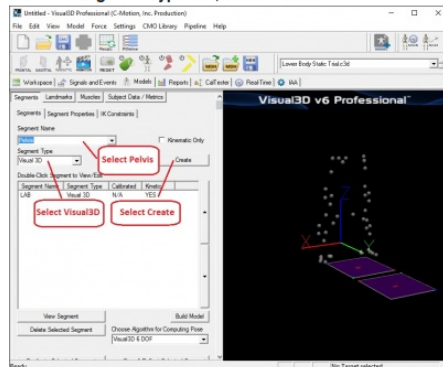 Untitled - Visual3D Professional (C-Motion, Inc. Production)
File Edit View Model Force Settings CMO Library Pipeline Help
Lower Body Static Trial.c3d
Workspace Signals and Events Models Reports CalTester RealTime IAA
Segments Landmarks Muscles Subject Data / Metrics
Visual3D v6 Professional
Segments Segment Properties IK Constraints
Segment Name
Pelvis
Kinematic Only
Segment Type
Select Pelvis
Visual 3D
Create
Double-Click Segment to View/Edit
Segment Name Segment Type Calibrated Kinetic
LAB Visual 3D N/A YES
Select Visual3D Select Create
Z
X Y
View Segment Build Model
Delete Selected Segment Choose Algorithm for Computing Pose
Visual3D 6 DOF
Ready
No Target selected